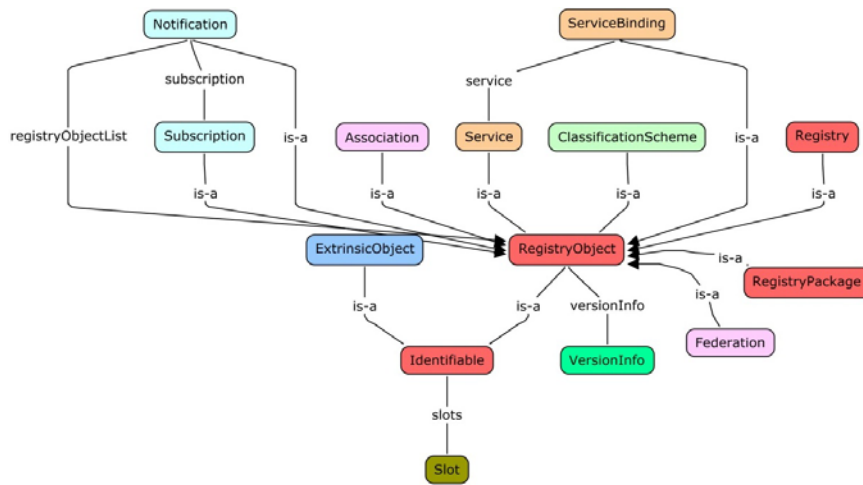 Notification
ServiceBinding
subscription
service
registryObjectList
Subscription
is-a
Association
Service
ClassificationScheme
is-a
Registry
is-a
is-a
is-a
is-a
is-a
ExtrinsicObject
RegistryObject
is-a
RegistryPackage
is-a
is-a
versionInfo
is-a
Federation
Identifiable
VersionInfo
slots
Slot